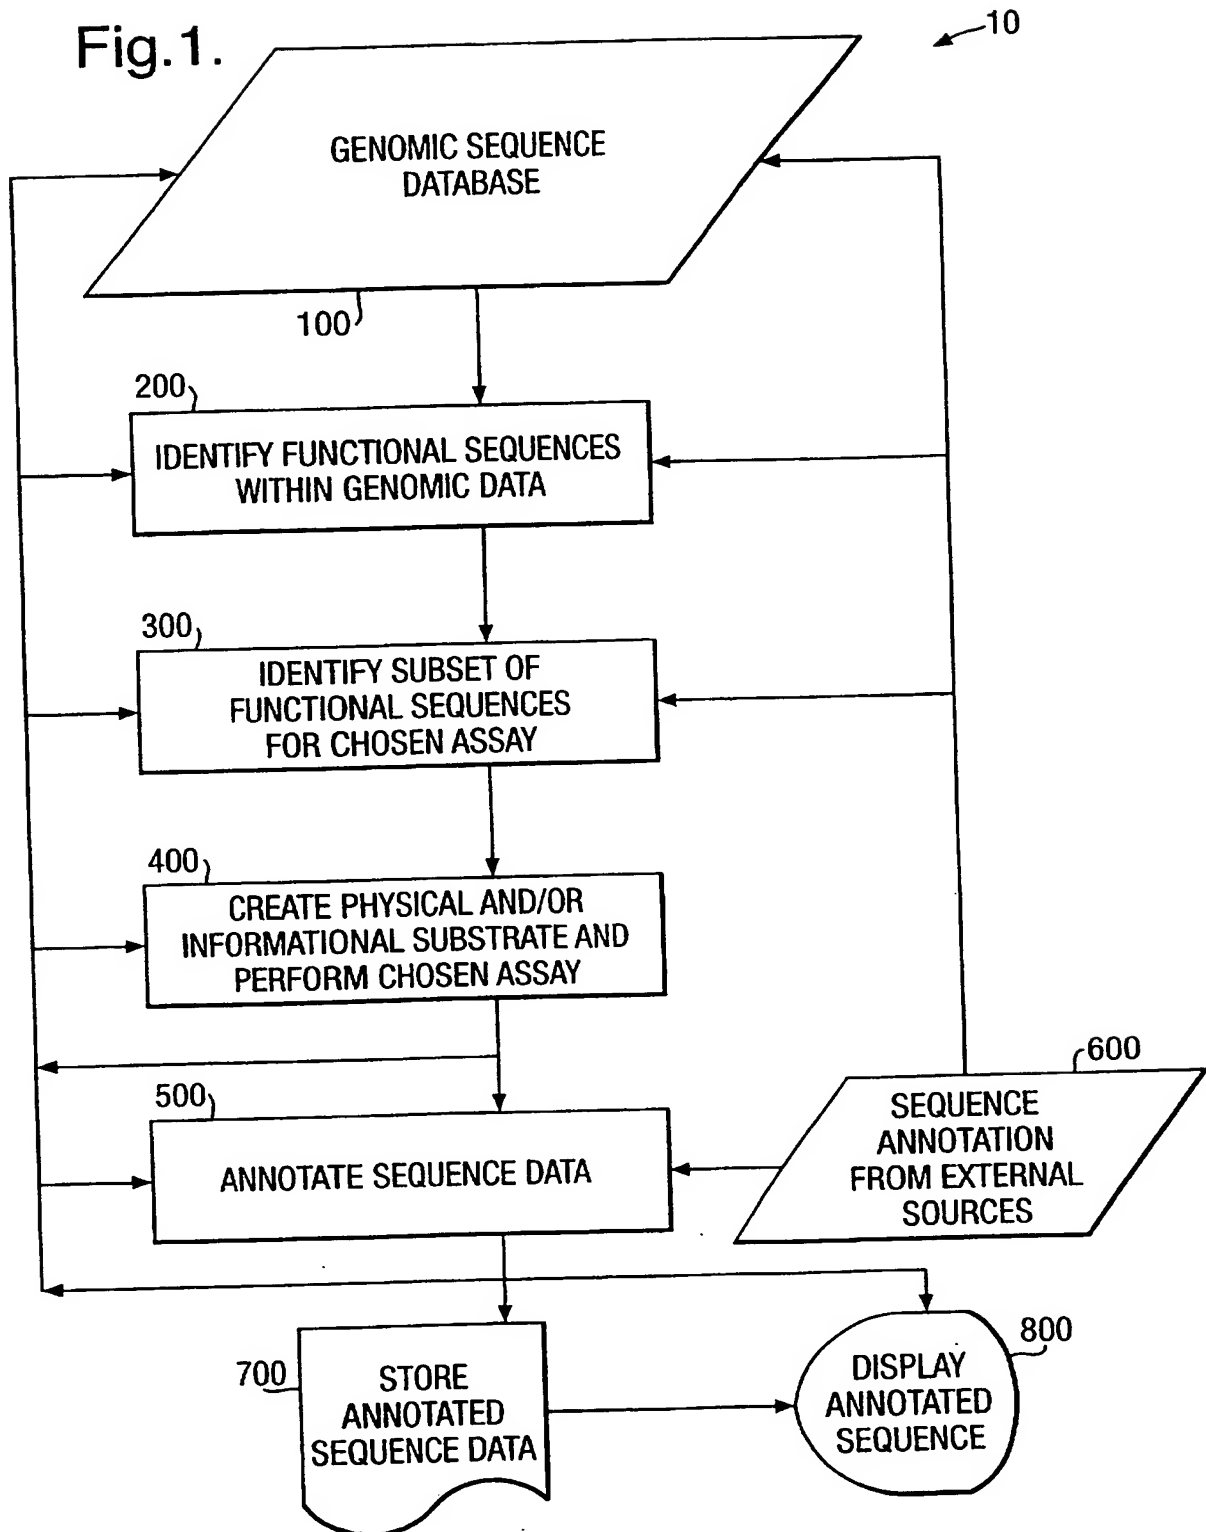 Fig.1.
10
GENOMIC SEQUENCE
DATABASE
100
200
IDENTIFY FUNCTIONAL SEQUENCES
WITHIN GENOMIC DATA
300
IDENTIFY SUBSET OF
FUNCTIONAL SEQUENCES
FOR CHOSEN ASSAY
400
CREATE PHYSICAL AND/OR
INFORMATIONAL SUBSTRATE AND
PERFORM CHOSEN ASSAY
500
ANNOTATE SEQUENCE DATA
600
SEQUENCE
ANNOTATION
FROM EXTERNAL
SOURCES
700
STORE
ANNOTATED
SEQUENCE DATA
800
DISPLAY
ANNOTATED
SEQUENCE